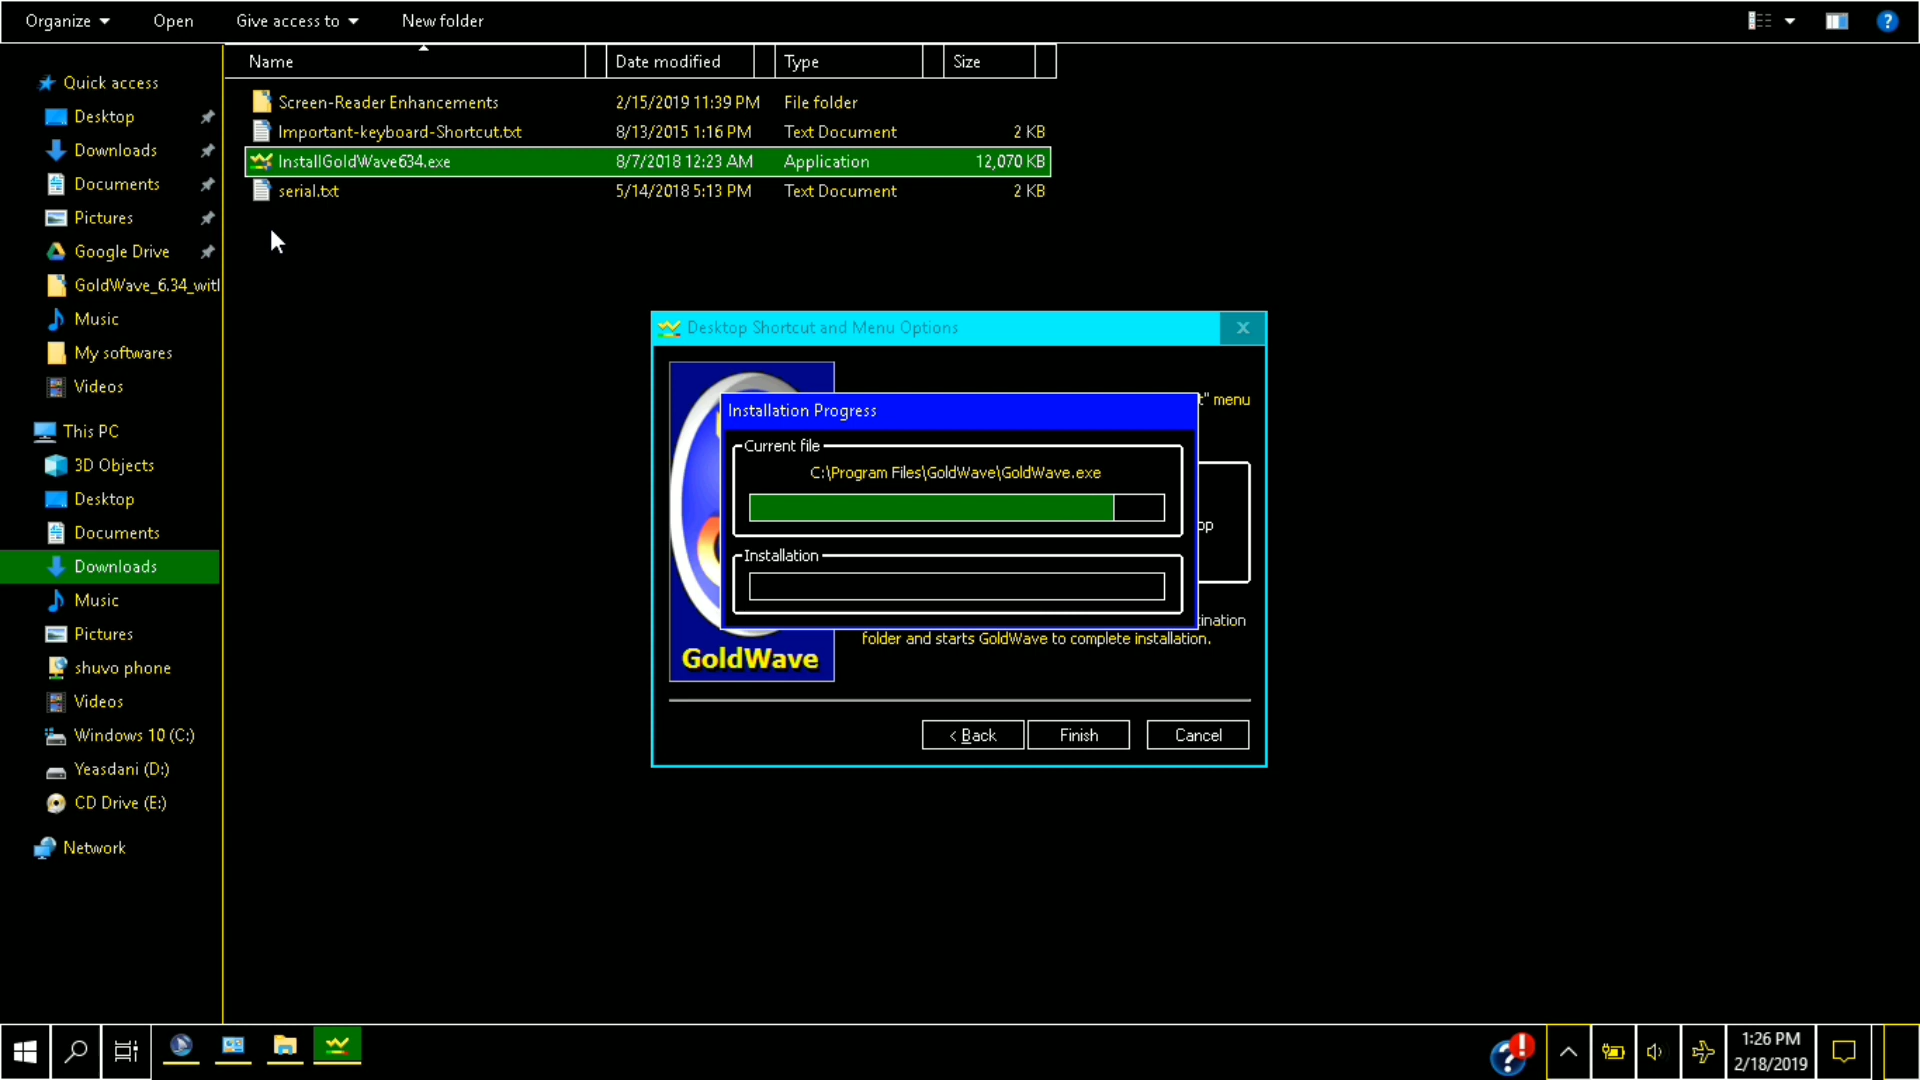 Organize Open Give access to New folder
Name Date modified Type Size
Quick access
Desktop
Downloads
Documents
Pictures
Google Drive
GoldWave_6.34_witl
Music
My softwares
Videos
This PC
3D Objects
Desktop
Documents
Downloads
Music
Pictures
shuvo phone
Videos
Windows 10 (C:)
Yeasdani (D:)
CD Drive (E:)
Network
Screen-Reader Enhancements 2/15/2019 11:39 PM File folder
Important-keyboard-Shortcut.txt 8/13/2015 1:16 PM Text Document 2 KB
InstallGoldWave634.exe 8/7/2018 12:23 AM Application 12,070 KB
serial.txt 5/14/2018 5:13 PM Text Document 2 KB
Desktop Shortcut and Menu Options
t" menu
Installation Progress
Current file
C:\Program Files\GoldWave\GoldWave.exe
op
Installation
ination
folder and starts GoldWave to complete installation.
GoldWave
< Back Finish Cancel
1:26 PM
2/18/2019